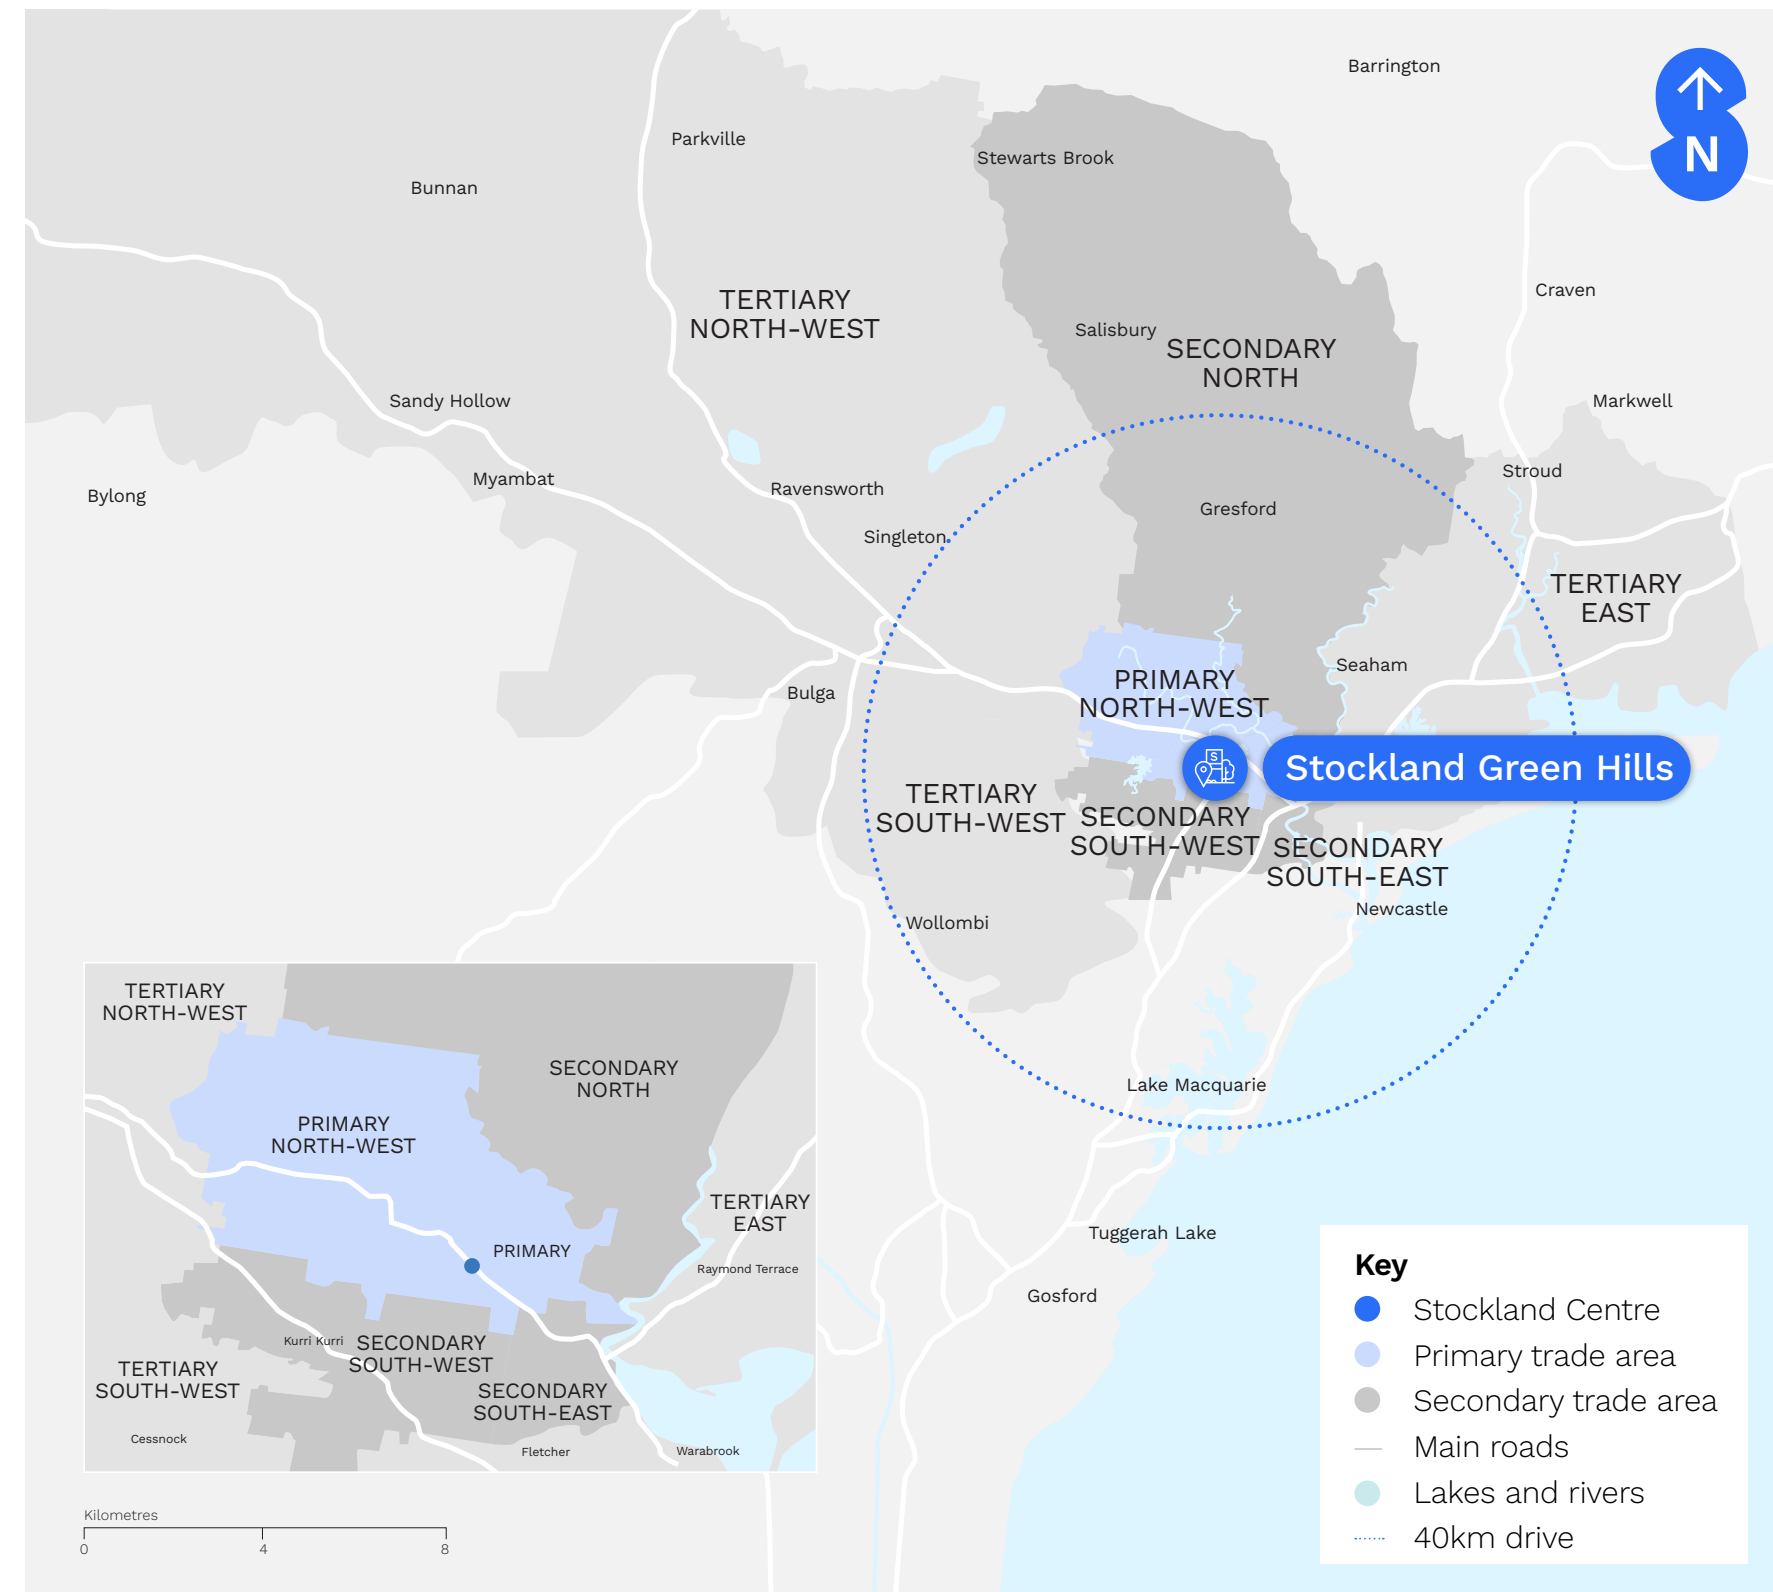 Barrington
N
Parkville
Stewarts Brook
Bunnan
Craven
TERTIARY
NORTH-WEST
Salisbury
SECONDARY
NORTH
Sandy Hollow
Markwell
Myambat
Stroud
Bylong
Ravensworth
Gresford
Singleton
TERTIARY
EAST
Seaham
PRIMARY
NORTH-WEST
Bulga
S
Stockland Green Hills
TERTIARY
SOUTH-WEST
SECONDARY
SOUTH-WEST
SECONDARY
SOUTH-EAST
Newcastle
Wollombi
Lake Macquarie
Tuggerah Lake
Gosford
TERTIARY
NORTH-WEST
SECONDARY
NORTH
PRIMARY
NORTH-WEST
TERTIARY
EAST
PRIMARY
Raymond Terrace
Kurri Kurri
SECONDARY
SOUTH-WEST
TERTIARY
SOUTH-WEST
SECONDARY
SOUTH-EAST
Cessnock
Fletcher
Warabrook
Kilometres
0 4 8
Key
Stockland Centre
Primary trade area
Secondary trade area
Main roads
Lakes and rivers
40km drive